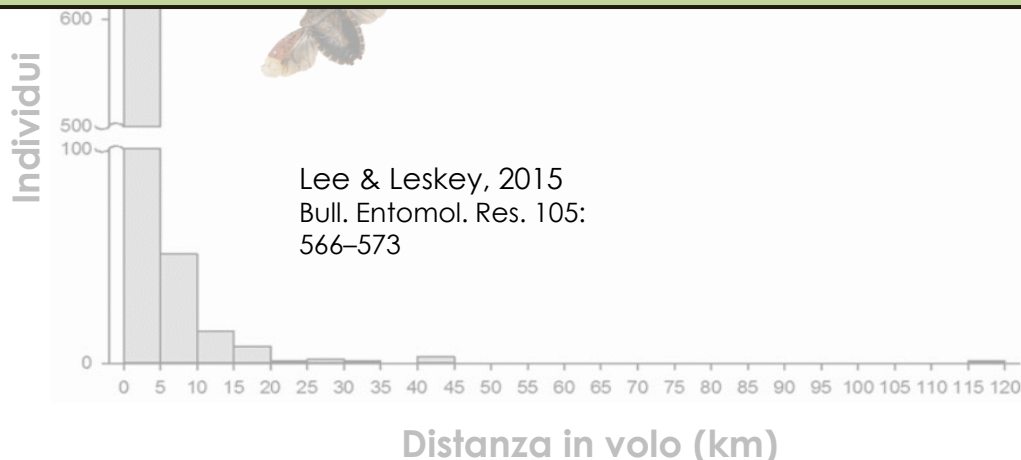 Individui
600
500
100
0
Lee & Leskey, 2015
Bull. Entomol. Res. 105:
566–573
0 5 10 15 20 25 30 35 40 45 50 55 60 65 70 75 80 85 90 95 100 105 110 115 120
Distanza in volo (km)